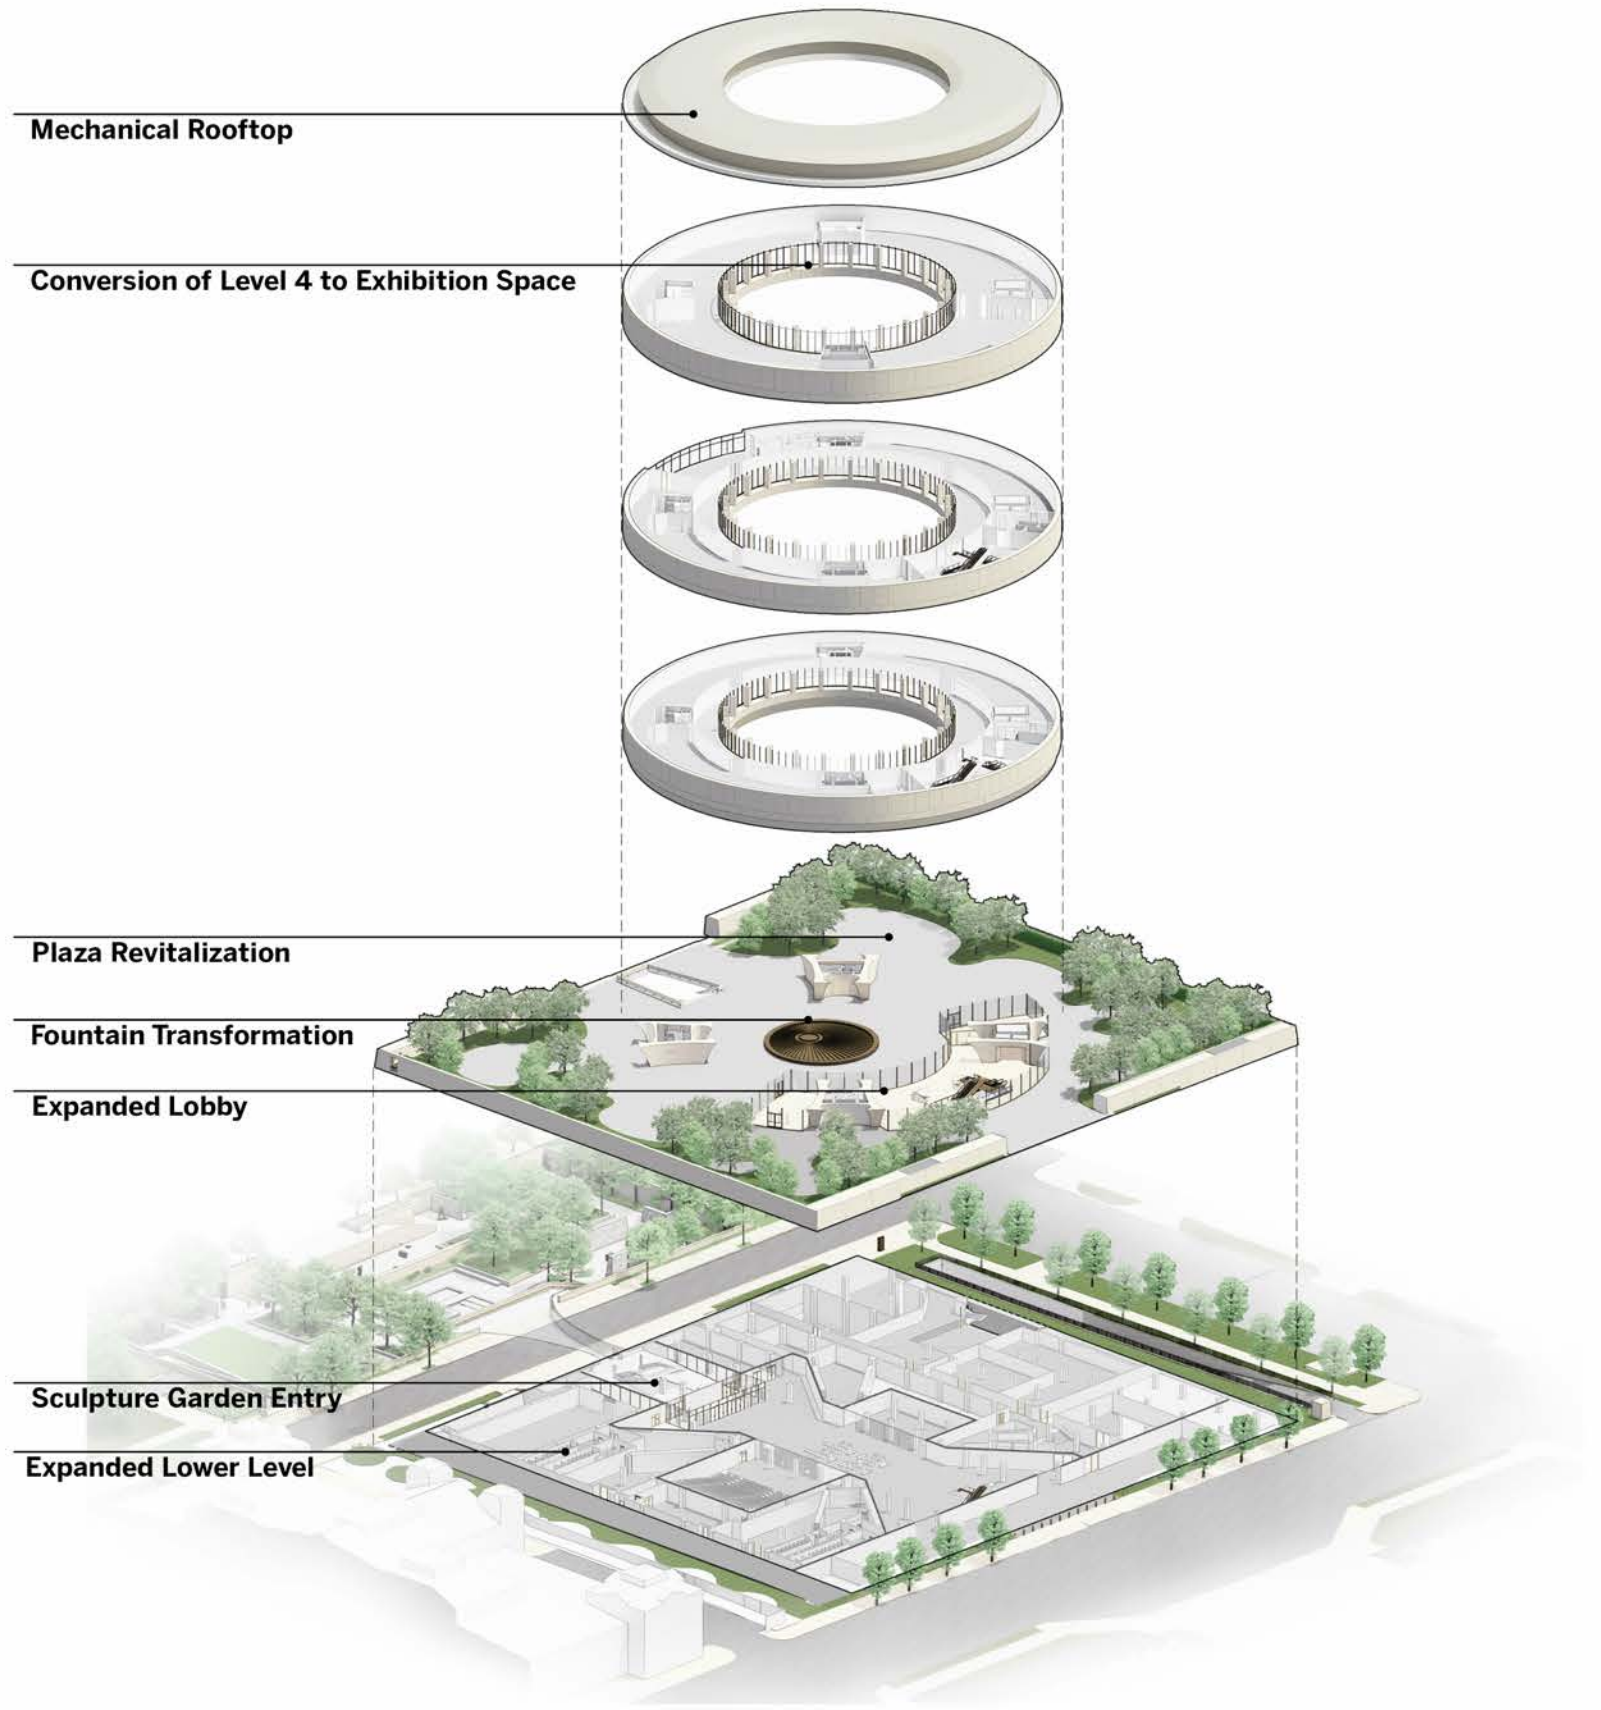 Mechanical Rooftop
Conversion of Level 4 to Exhibition Space
Plaza Revitalization
Fountain Transformation
Expanded Lobby
Sculpture Garden Entry
Expanded Lower Level